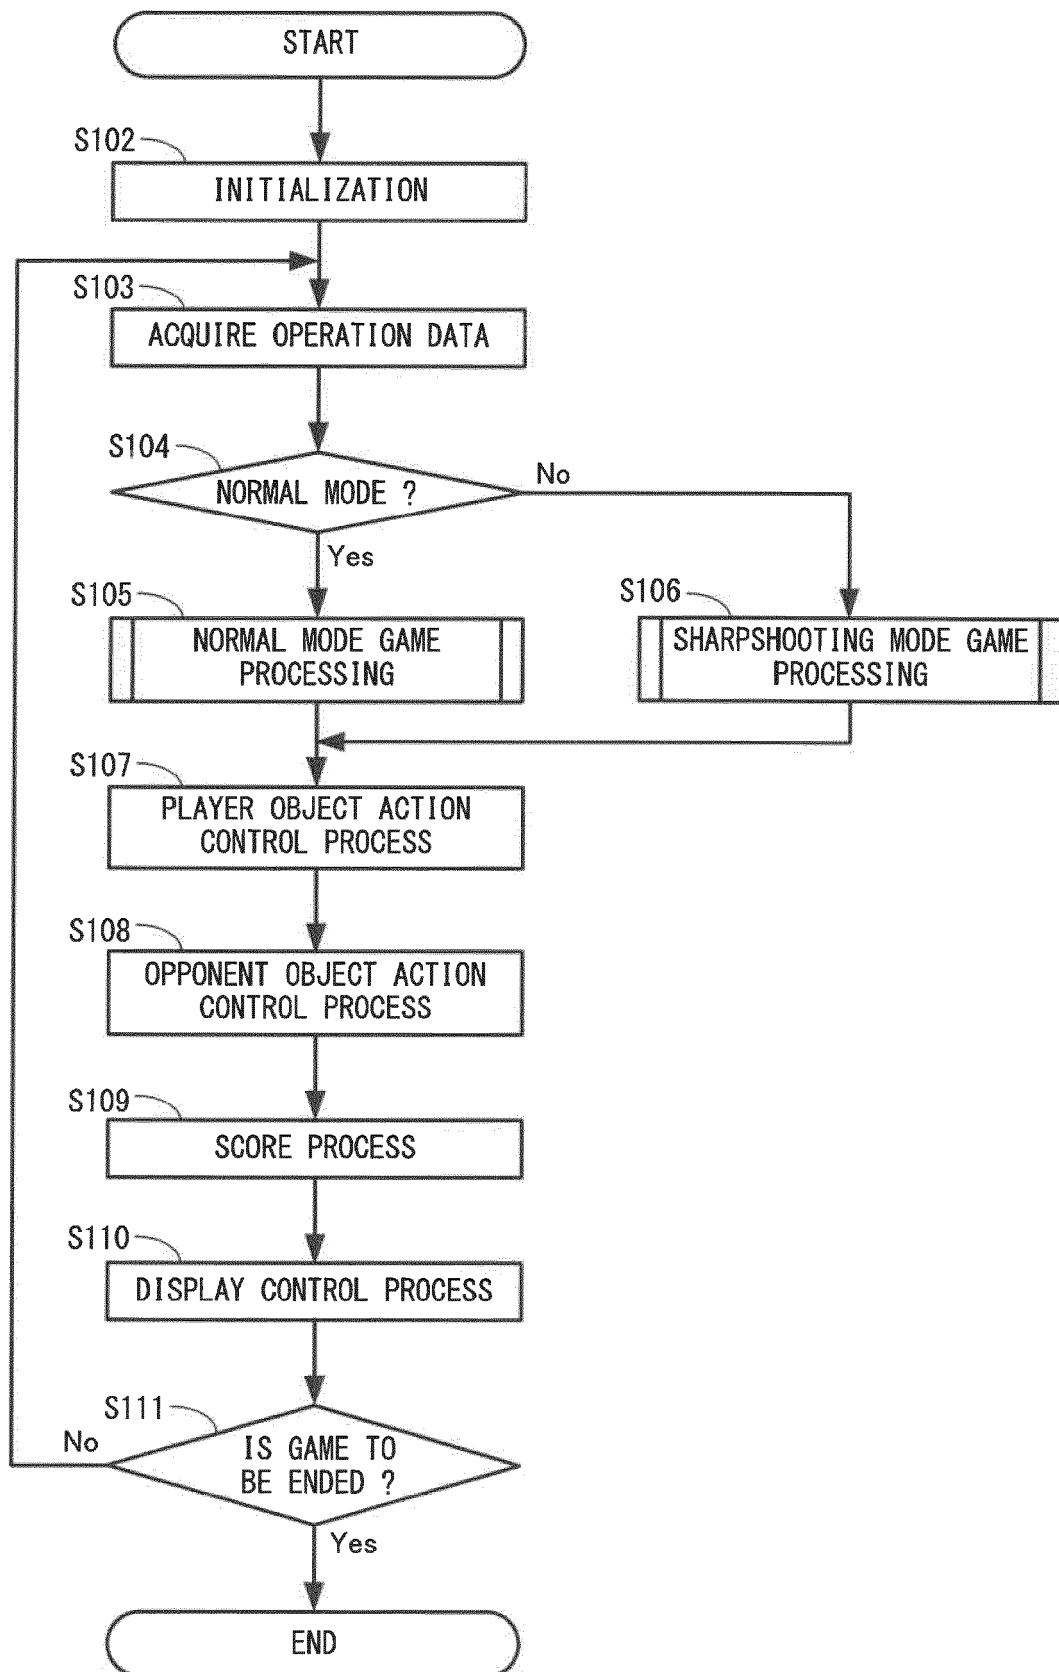 START
S102
INITIALIZATION
S103
ACQUIRE OPERATION DATA
S104
NORMAL MODE ?
No
Yes
S105
NORMAL MODE GAME
PROCESSING
S106
SHARPSHOOTING MODE GAME
PROCESSING
S107
PLAYER OBJECT ACTION
CONTROL PROCESS
S108
OPPONENT OBJECT ACTION
CONTROL PROCESS
S109
SCORE PROCESS
S110
DISPLAY CONTROL PROCESS
S111
No
IS GAME TO
BE ENDED ?
Yes
END